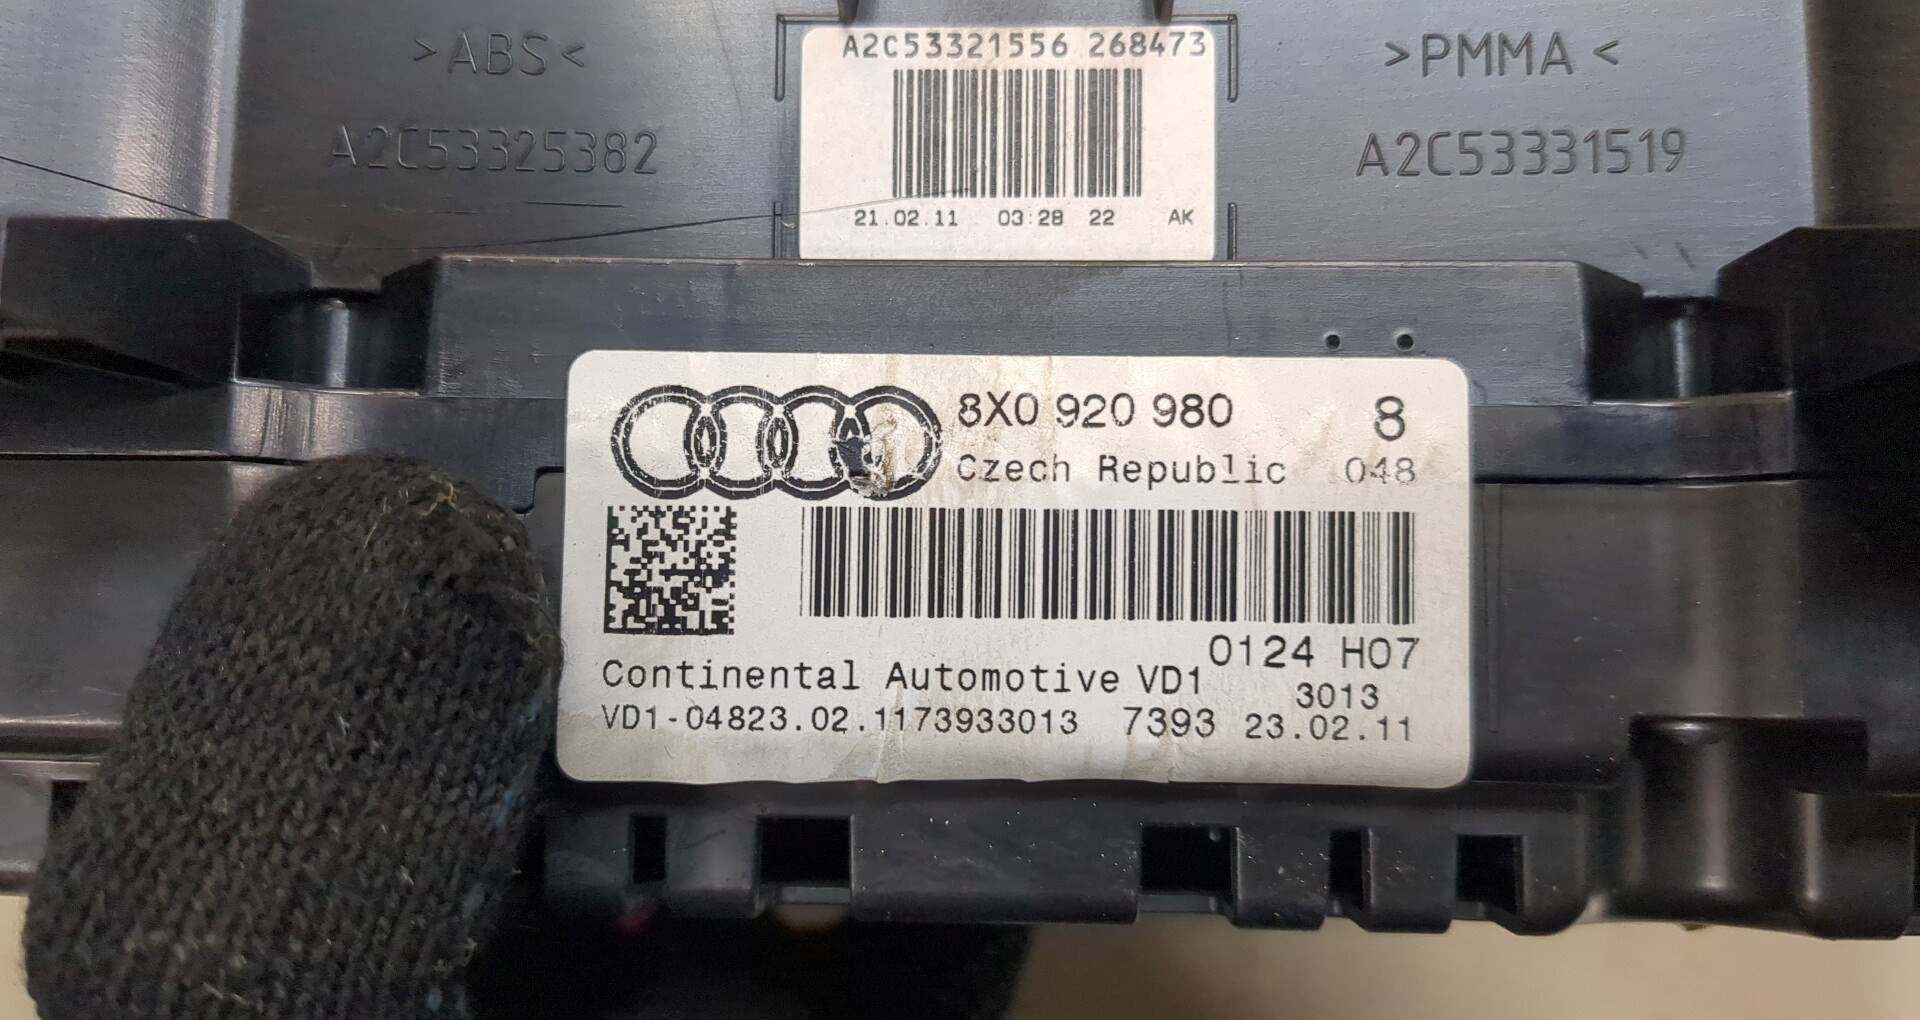 >ABS<
A2C53325382
A2C53321556 268473
21.02.11 03:28 22 AK
>PMMA<
A2C53331519
8X0 920 980 8
Czech Republic 048
0124 H07
Continental Automotive VD1 3013
VD1-04823.02.1173933013 7393 23.02.11